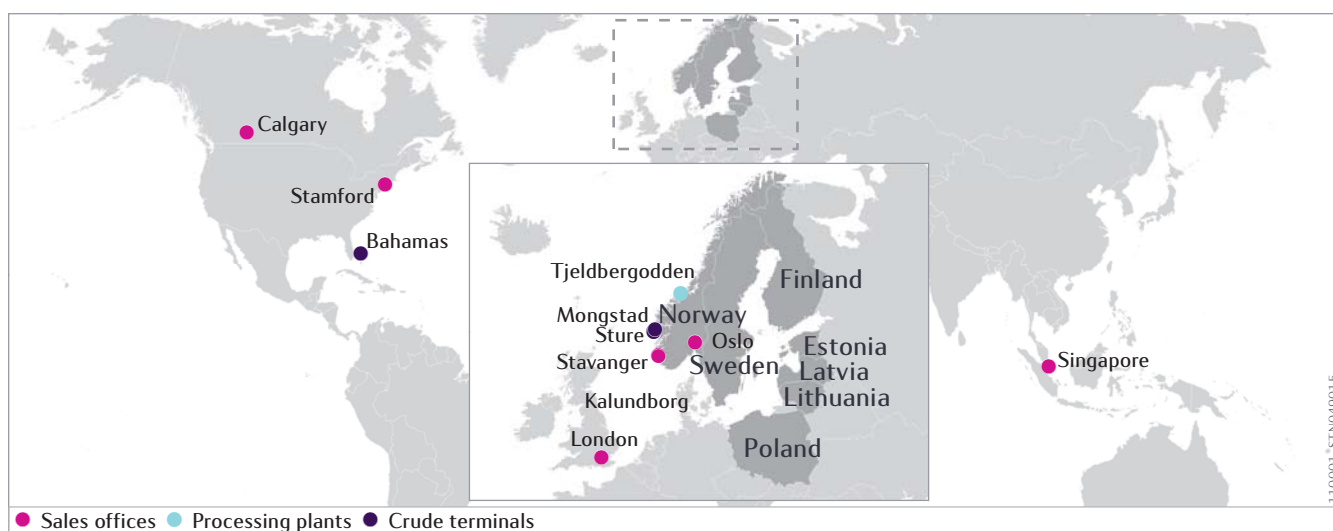 Calgary
Stamford
Bahamas
Tjeldbergodden
Finland
Mongstad
Norway
Sture
Oslo
Stavanger
Sweden
Estonia
Latvia
Lithuania
Kalundborg
London
Poland
Singapore
Sales offices Processing plants Crude terminals